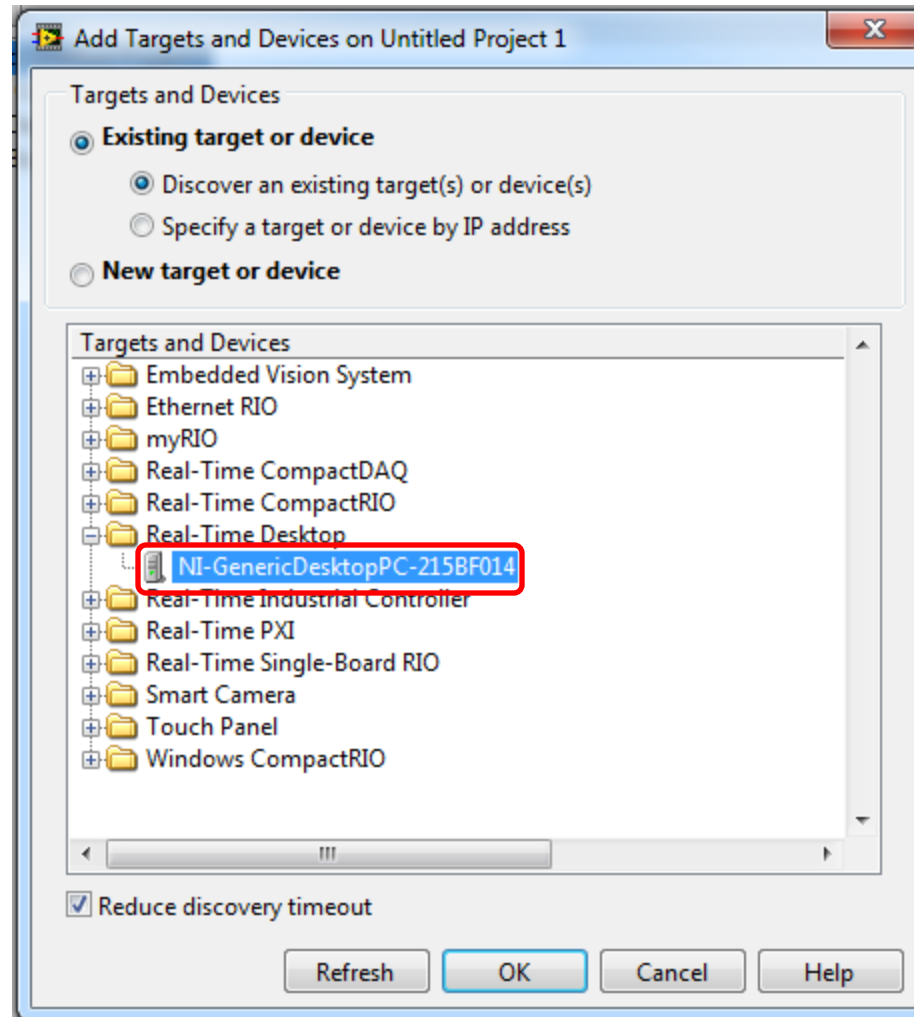 Add Targets and Devices on Untitled Project 1
Targets and Devices
Existing target or device
Discover an existing target(s) or device(s)
Specify a target or device by IP address
New target or device
Targets and Devices
Embedded Vision System
Ethernet RIO
myRIO
Real-Time CompactDAQ
Real-Time CompactRIO
Real-Time Desktop
NI-GenericDesktopPC-215BF014
Real-Time Industrial Controller
Real-Time PXI
Real-Time Single-Board RIO
Smart Camera
Touch Panel
Windows CompactRIO
Reduce discovery timeout
Refresh OK Cancel Help